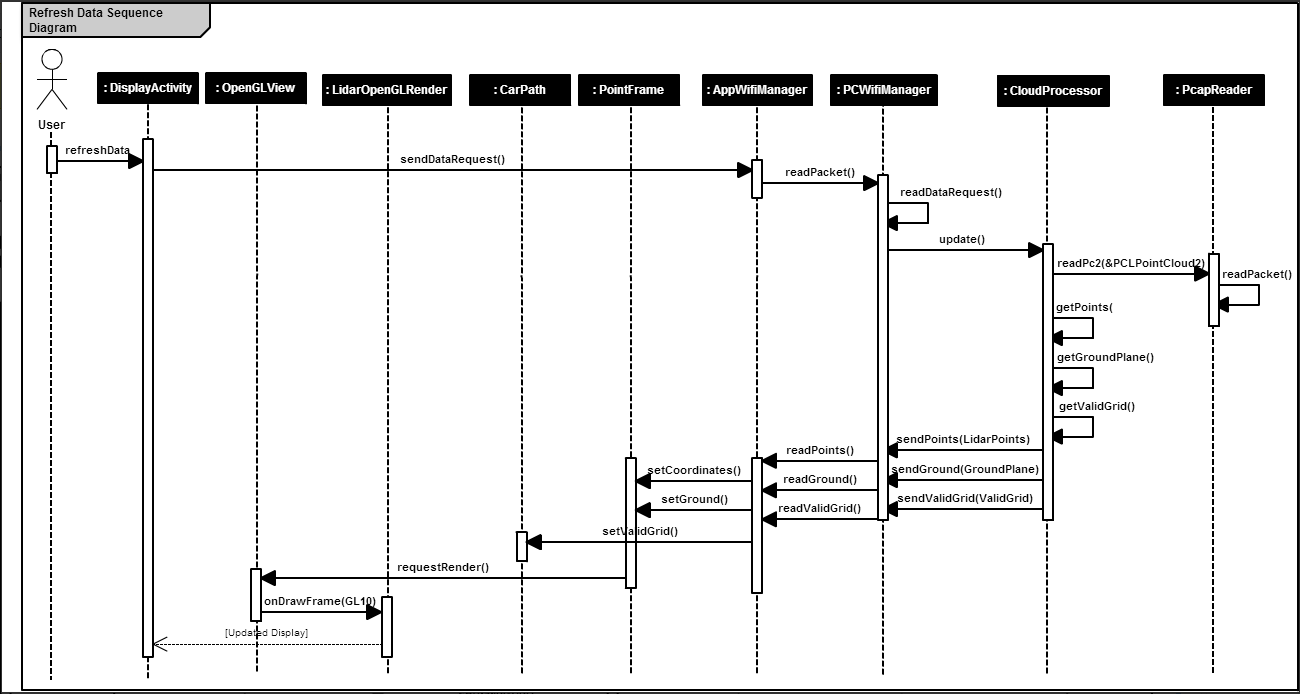 Refresh Data Sequence
Diagram
User
: DisplayActivity
: OpenGLView
: LidarOpenGLRender
: CarPath
: PointFrame
: AppWifiManager
: PCWifiManager
: CloudProcessor
: PcapReader
refreshData
sendDataRequest()
readPacket()
readDataRequest()
update()
readPc2(&PCLPointCloud2)
readPacket()
getPoints(
getGroundPlane()
getValidGrid()
sendPoints(LidarPoints)
readPoints()
setCoordinates()
sendGround(GroundPlane)
readGround()
setGround()
sendValidGrid(ValidGrid)
readValidGrid()
setValidGrid()
requestRender()
onDrawFrame(GL10)
[Updated Display]